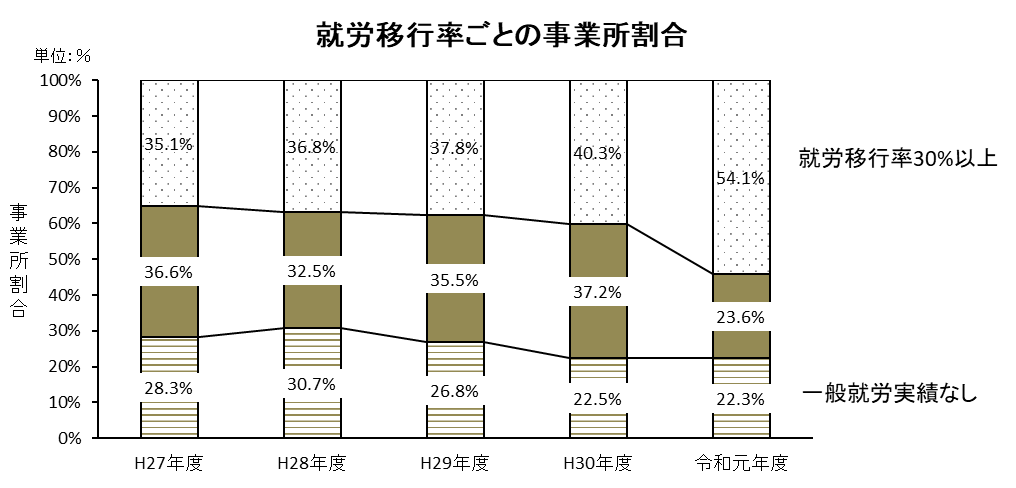 就労移行率ごとの事業所割合
単位：％
100%
90%
80%
70%
60%
50%
40%
30%
20%
10%
0%
事業所割合
35.1% 36.8% 37.8% 40.3% 54.1%
36.6% 32.5% 35.5% 37.2% 23.6%
28.3% 30.7% 26.8% 22.5% 22.3%
就労移行率30%以上
一般就労実績なし
H27年度 H28年度 H29年度 H30年度 令和元年度